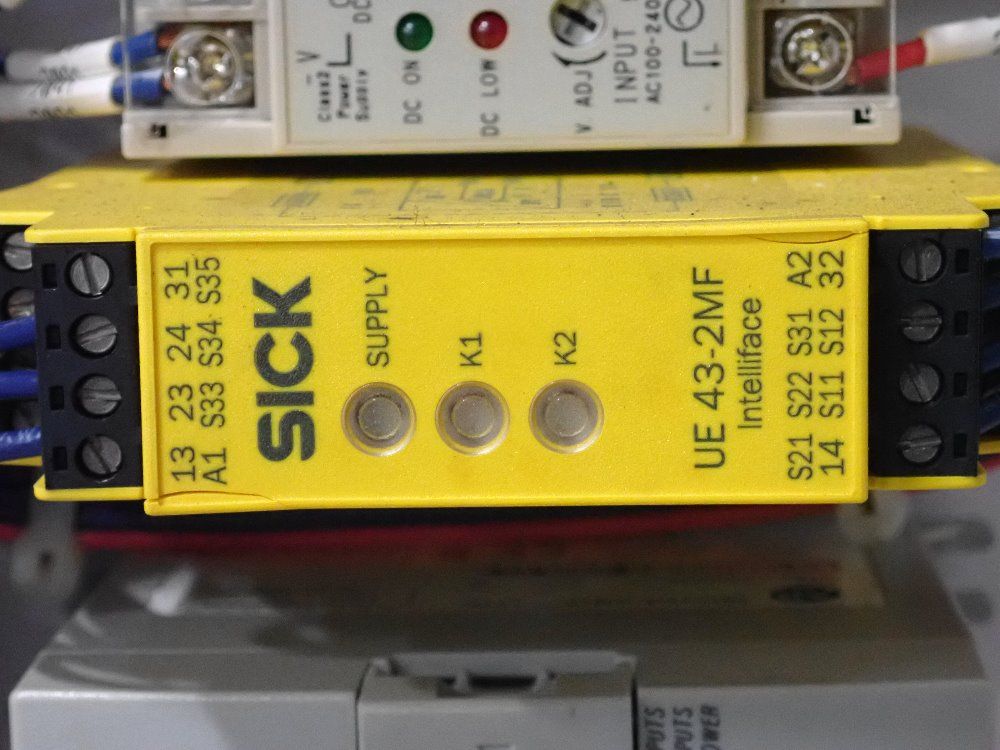 -V
Class2
Power
Supply
DC ON
DC LOW
V ADJ
INPUT
AC100-240
13 23 24 31
A1 S33 S34 S35
SICK
SUPPLY
K1
K2
UE 43-2MF
Intelliface
S21 S22 S31 A2
14 S11 S12 32